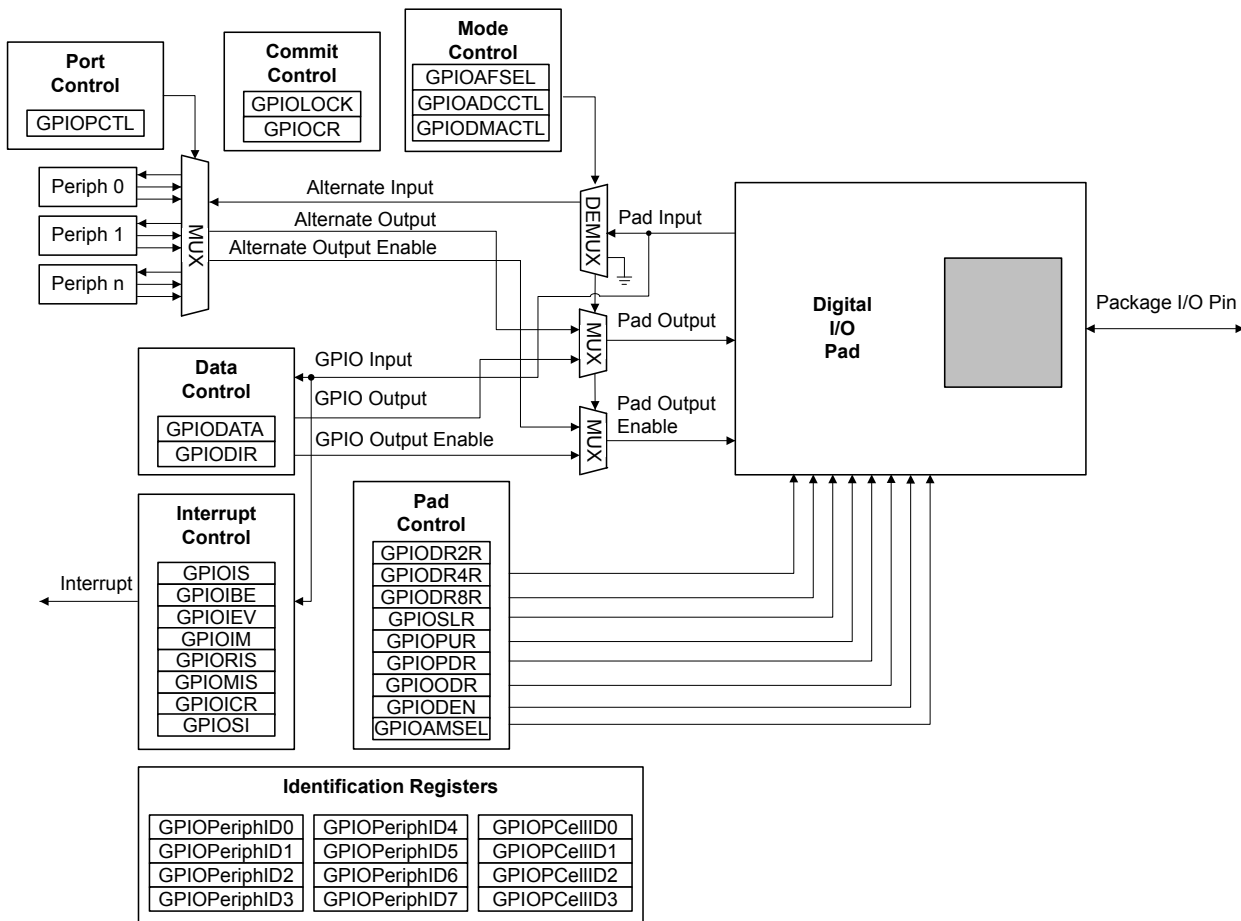 Port
Control
GPIOPCTL
Commit
Control
GPIOLOCK
GPIOCR
Mode
Control
GPIOAFSEL
GPIOADCCTL
GPIODMACTL
Periph 0
Periph 1
Periph n
MUX
Alternate Input
Alternate Output
Alternate Output Enable
DEMUX
Pad Input
MUX
Pad Output
MUX
Pad Output
Enable
Digital
I/O
Pad
Package I/O Pin
Data
Control
GPIODATA
GPIODIR
GPIO Input
GPIO Output
GPIO Output Enable
Interrupt
Interrupt
Control
GPIOIS
GPIOIBE
GPIOIEV
GPIOIM
GPIORIS
GPIOMIS
GPIOICR
GPIOSI
Pad
Control
GPIODR2R
GPIODR4R
GPIODR8R
GPIOSLR
GPIOPUR
GPIOPDR
GPIOODR
GPIODEN
GPIOAMSEL
Identification Registers
GPIOPeriphID0
GPIOPeriphID1
GPIOPeriphID2
GPIOPeriphID3
GPIOPeriphID4
GPIOPeriphID5
GPIOPeriphID6
GPIOPeriphID7
GPIOPCellID0
GPIOPCellID1
GPIOPCellID2
GPIOPCellID3